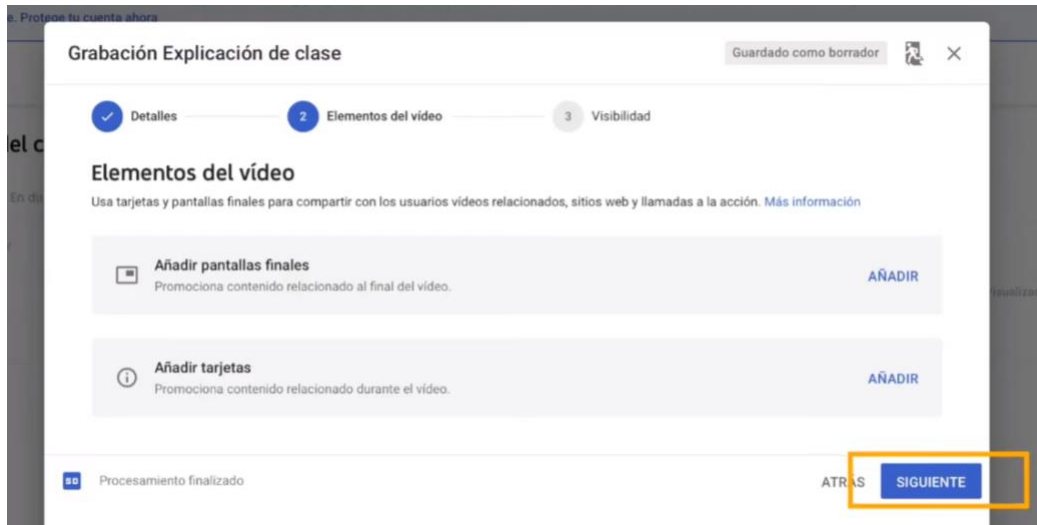 e. Protege tu cuenta ahora
Grabación Explicación de clase
Guardado como borrador
Detalles
2
Elementos del vídeo
3
Visibilidad
del c
En du
Elementos del vídeo
Usa tarjetas y pantallas finales para compartir con los usuarios vídeos relacionados, sitios web y llamadas a la acción. Más información
Añadir pantallas finales
Promociona contenido relacionado al final del vídeo.
AÑADIR
Añadir tarjetas
Promociona contenido relacionado durante el vídeo.
AÑADIR
SD
Procesamiento finalizado
ATRÁS
SIGUIENTE